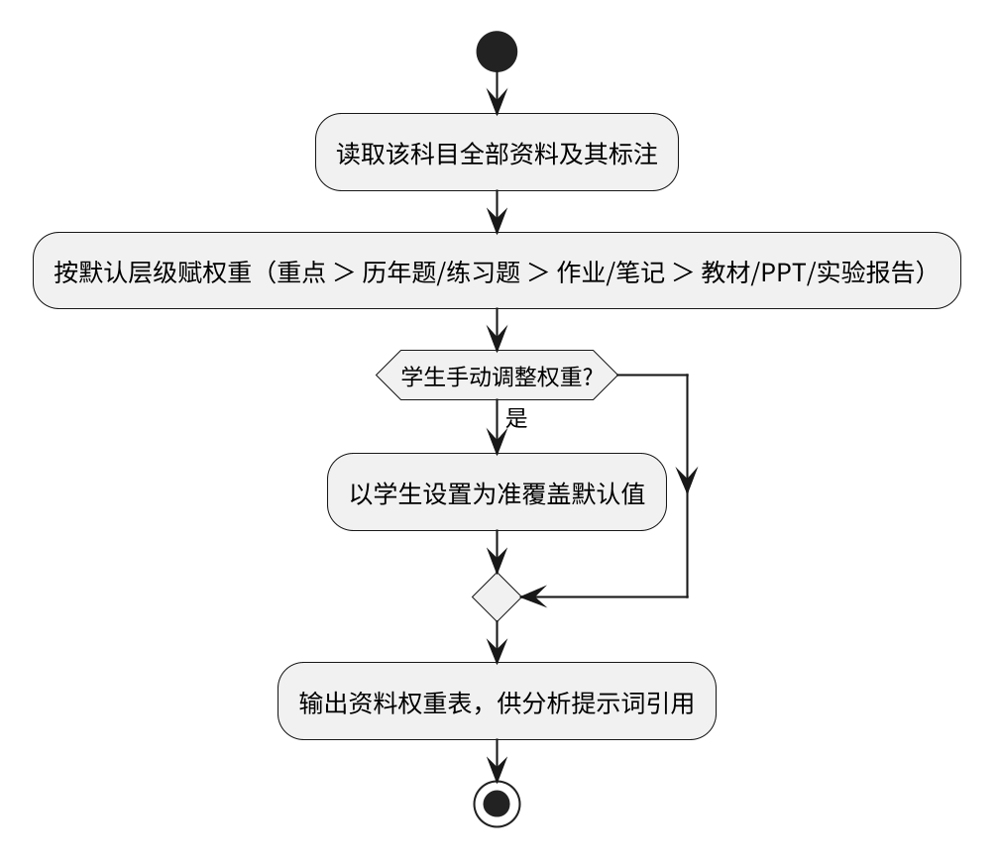 读取该科目全部资料及其标注
按默认层级赋权重（重点 ＞ 历年题/练习题 ＞ 作业/笔记 ＞ 教材/PPT/实验报告）
学生手动调整权重?
是
以学生设置为准覆盖默认值
输出资料权重表，供分析提示词引用